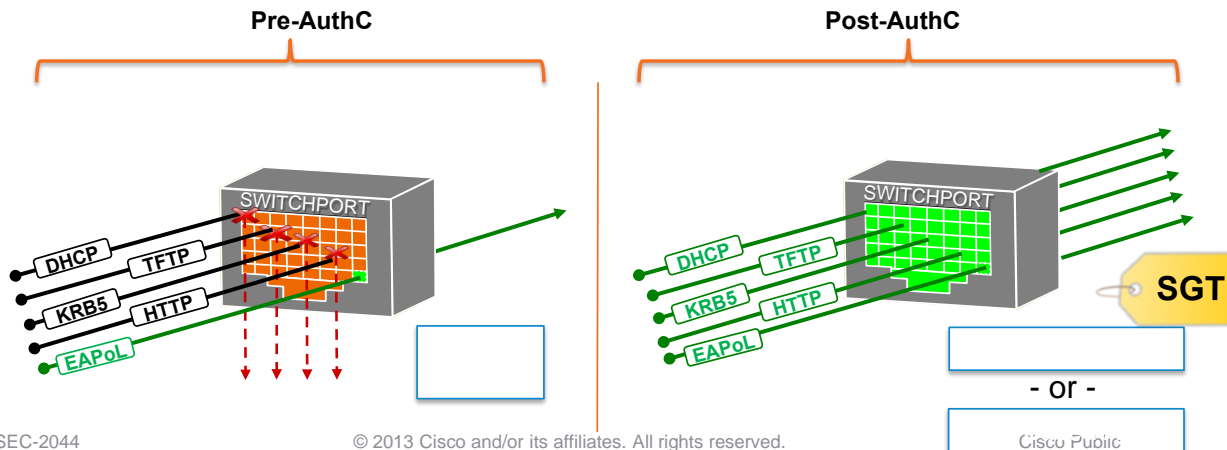 Pre-AuthC
Post-AuthC
SWITCHPORT
DHCP
TFTP
KRB5
HTTP
EAPoL
SWITCHPORT
DHCP
TFTP
KRB5
HTTP
EAPoL
SGT
- or -
SEC-2044
© 2013 Cisco and/or its affiliates. All rights reserved.
Cisco Public